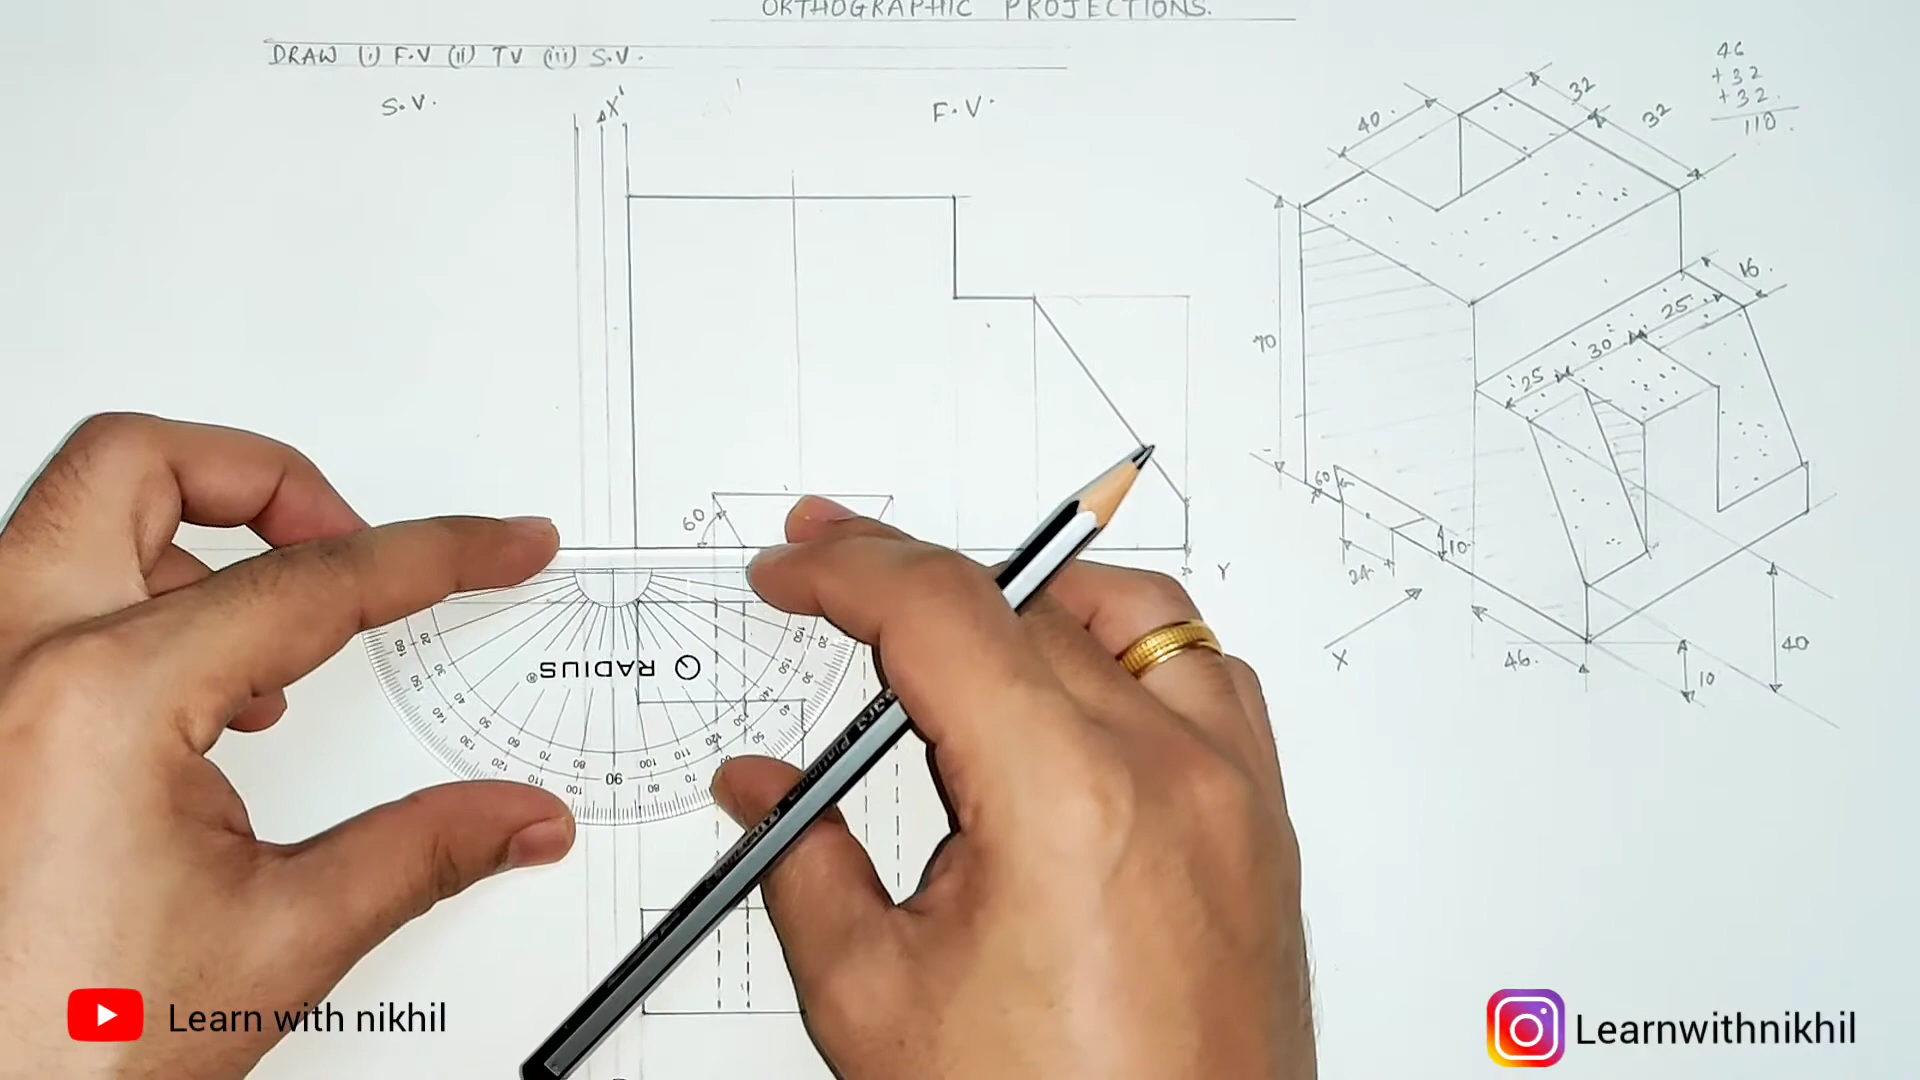 ORTHOGRAPHIC PROJECTIONS.
DRAW (i) F.V (ii) TV (iii) S.V.
S.V.
X'
F.V.
60
Y
40.
32
32
46
+32
+32.
110.
70
16.
25
30
25
60
10
24
X
46.
10
40
RADIUS®
90
Learn with nikhil
Learnwithnikhil